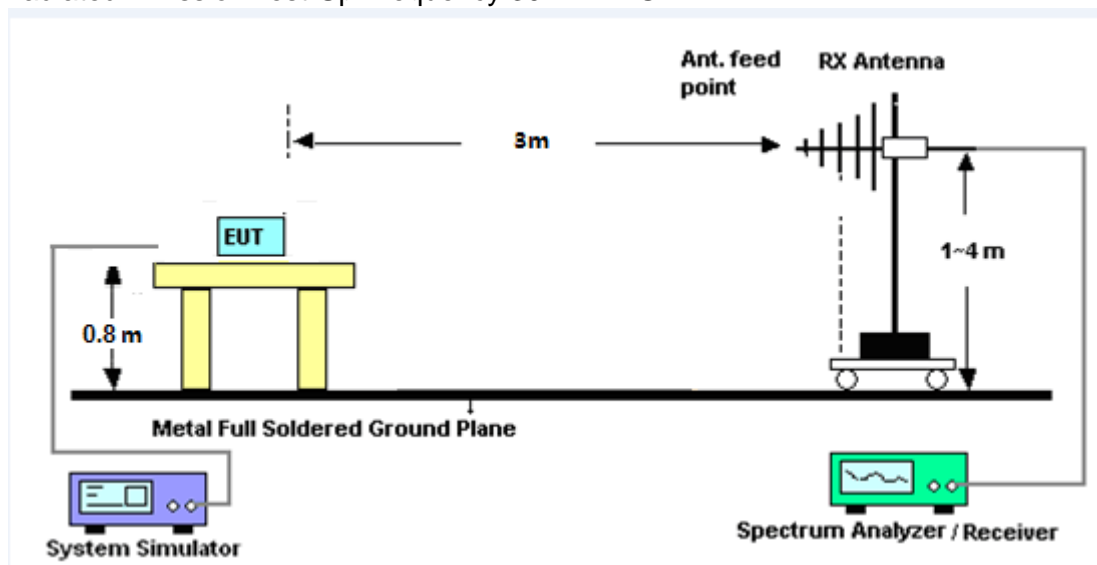 Ant. feed
point
RX Antenna
3m
EUT
1~4 m
0.8 m
Metal Full Soldered Ground Plane
System Simulator
Spectrum Analyzer / Receiver